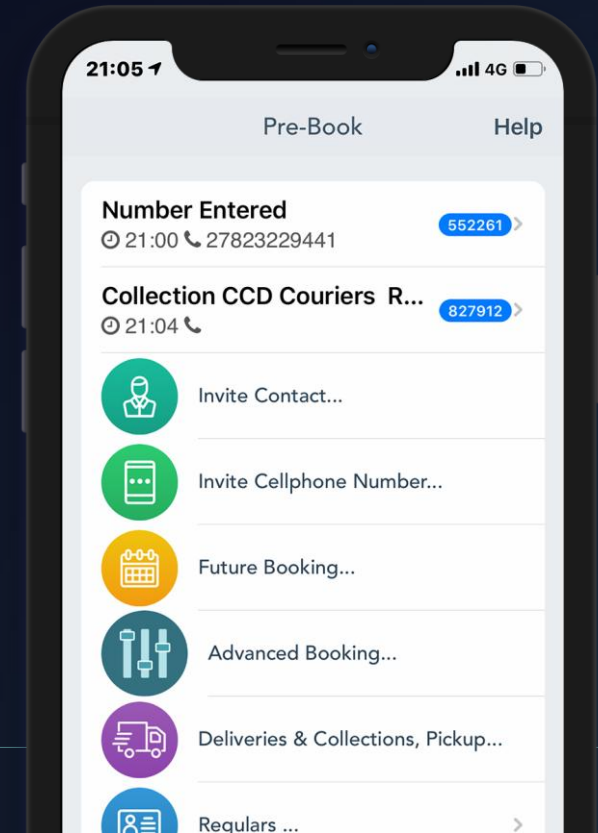 21:05 4G
Pre-Book Help
Number Entered
21:00 27823229441 552261
Collection CCD Couriers R...
21:04 827912
Invite Contact...
Invite Cellphone Number...
Future Booking...
Advanced Booking...
Deliveries & Collections, Pickup...
Regulars ...